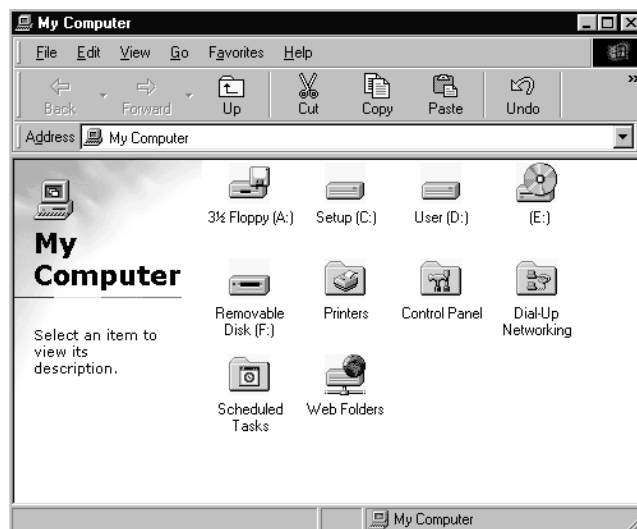 My Computer
File Edit View Go Favorites Help
Back Forward Up Cut Copy Paste Undo »
Address My Computer
My
Computer
Select an item to
view its
description.
3½ Floppy (A:) Setup (C:) User (D:) (E:)
Removable
Disk (F:)
Printers Control Panel Dial-Up
Networking
Scheduled
Tasks
Web Folders
My Computer